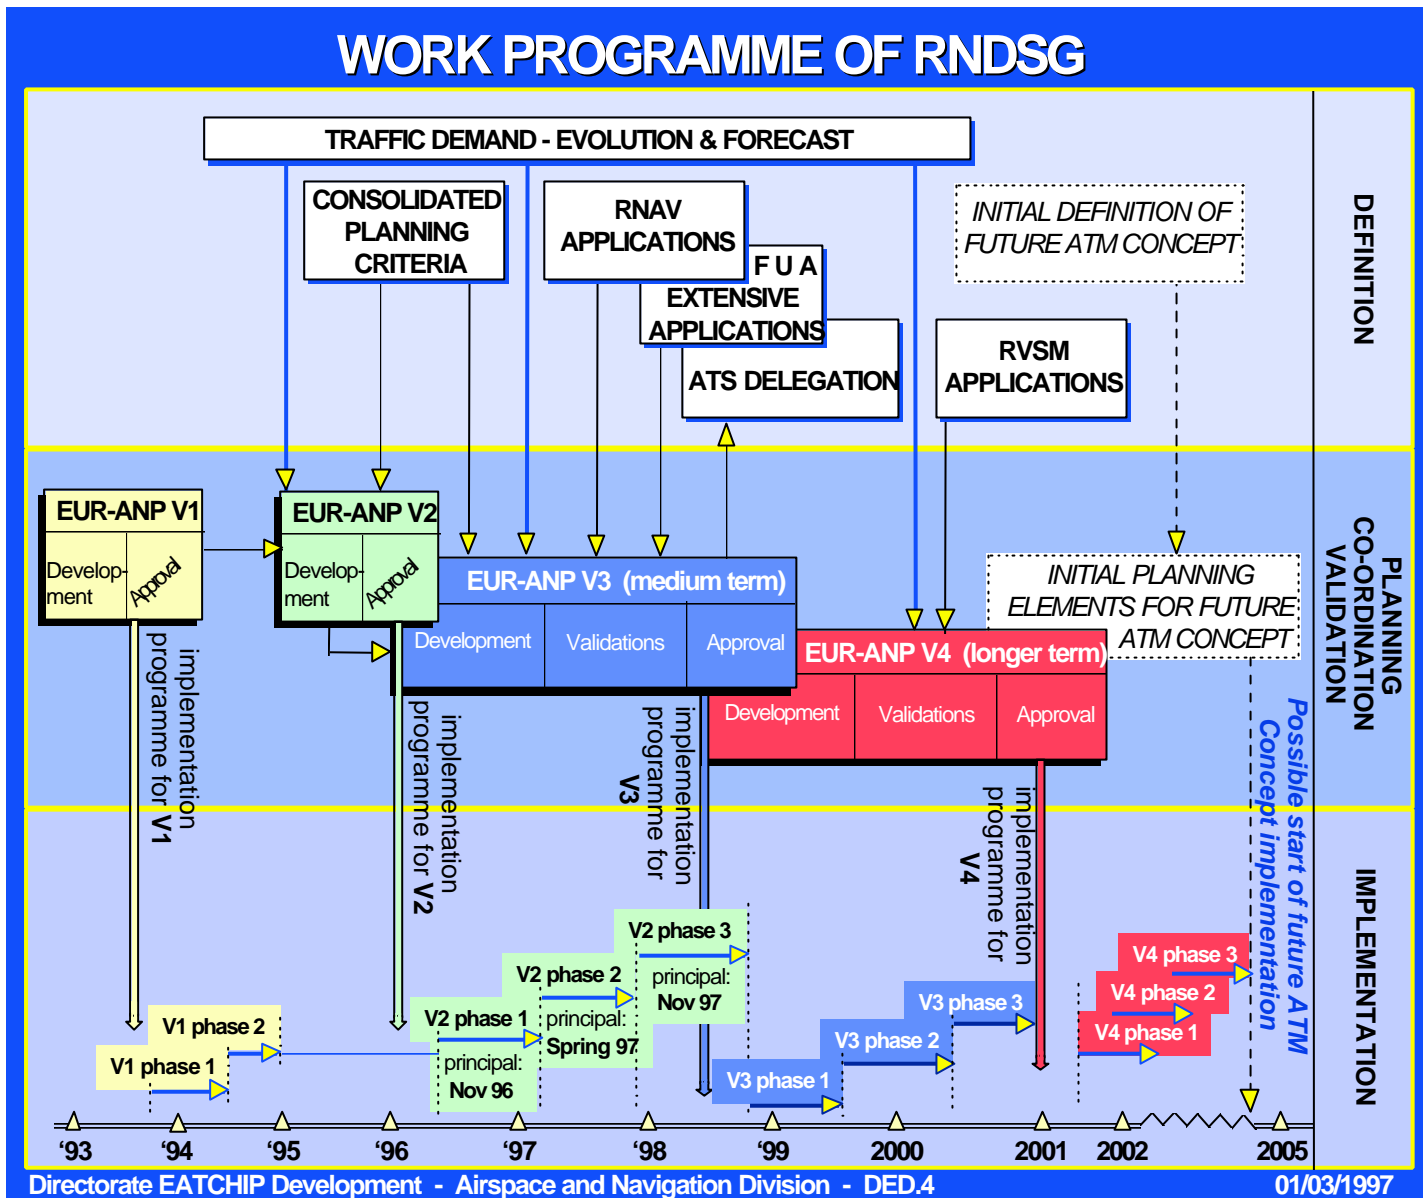 WORK PROGRAMME OF RNDSG
TRAFFIC DEMAND - EVOLUTION & FORECAST
CONSOLIDATED
PLANNING
CRITERIA
RNAV
APPLICATIONS
F U A
EXTENSIVE
APPLICATIONS
ATS DELEGATION
RVSM
APPLICATIONS
INITIAL DEFINITION OF
FUTURE ATM CONCEPT
DEFINITION
EUR-ANP V1
Develop-
ment
Approval
EUR-ANP V2
Develop-
ment
Approval
EUR-ANP V3 (medium term)
Development
Validations
Approval
EUR-ANP V4 (longer term)
Development
Validations
Approval
INITIAL PLANNING
ELEMENTS FOR FUTURE
ATM CONCEPT
PLANNING
CO-ORDINATION
VALIDATION
implementation
programme for V1
implementation
programme for V2
implementation
programme for
V3
implementation
programme for
V4
Possible start of future ATM
Concept implementation
IMPLEMENTATION
V1 phase 1
V1 phase 2
V2 phase 1
principal:
Nov 96
V2 phase 2
principal:
Spring 97
V2 phase 3
principal:
Nov 97
V3 phase 1
V3 phase 2
V3 phase 3
V4 phase 3
V4 phase 2
V4 phase 1
‘93 ‘94 ‘95 ‘96 ‘97 ‘98 ‘99 2000 2001 2002 2005
Directorate EATCHIP Development - Airspace and Navigation Division - DED.4 01/03/1997